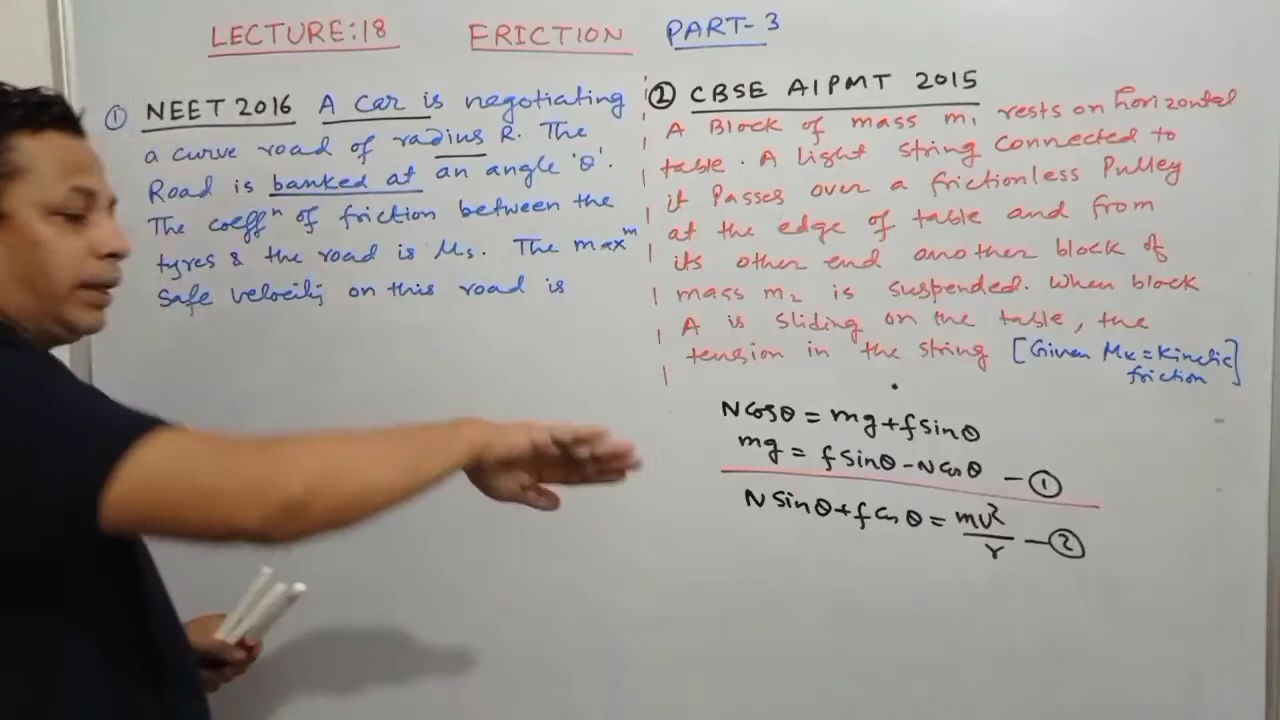 LECTURE:18 FRICTION PART-3
① NEET 2016 A Car is negotiating
a curve road of radius R. The
Road is banked at an angle 'θ'.
The coeffⁿ of friction between the
tyres & the road is μs. The maxᵐ
Safe velocity on this road is
② CBSE AIPMT 2015
A Block of mass m₁ rests on horizontal
table. A light string connected to
it passes over a frictionless Pulley
at the edge of table and from
its other end another block of
mass m₂ is suspended. When block
A is sliding on the table, the
tension in the string [Given μk = kinetic
friction]
Ncosθ = mg+fsinθ
mg = fsinθ-Ncosθ -①
Nsinθ+fcosθ = mv²/r -②